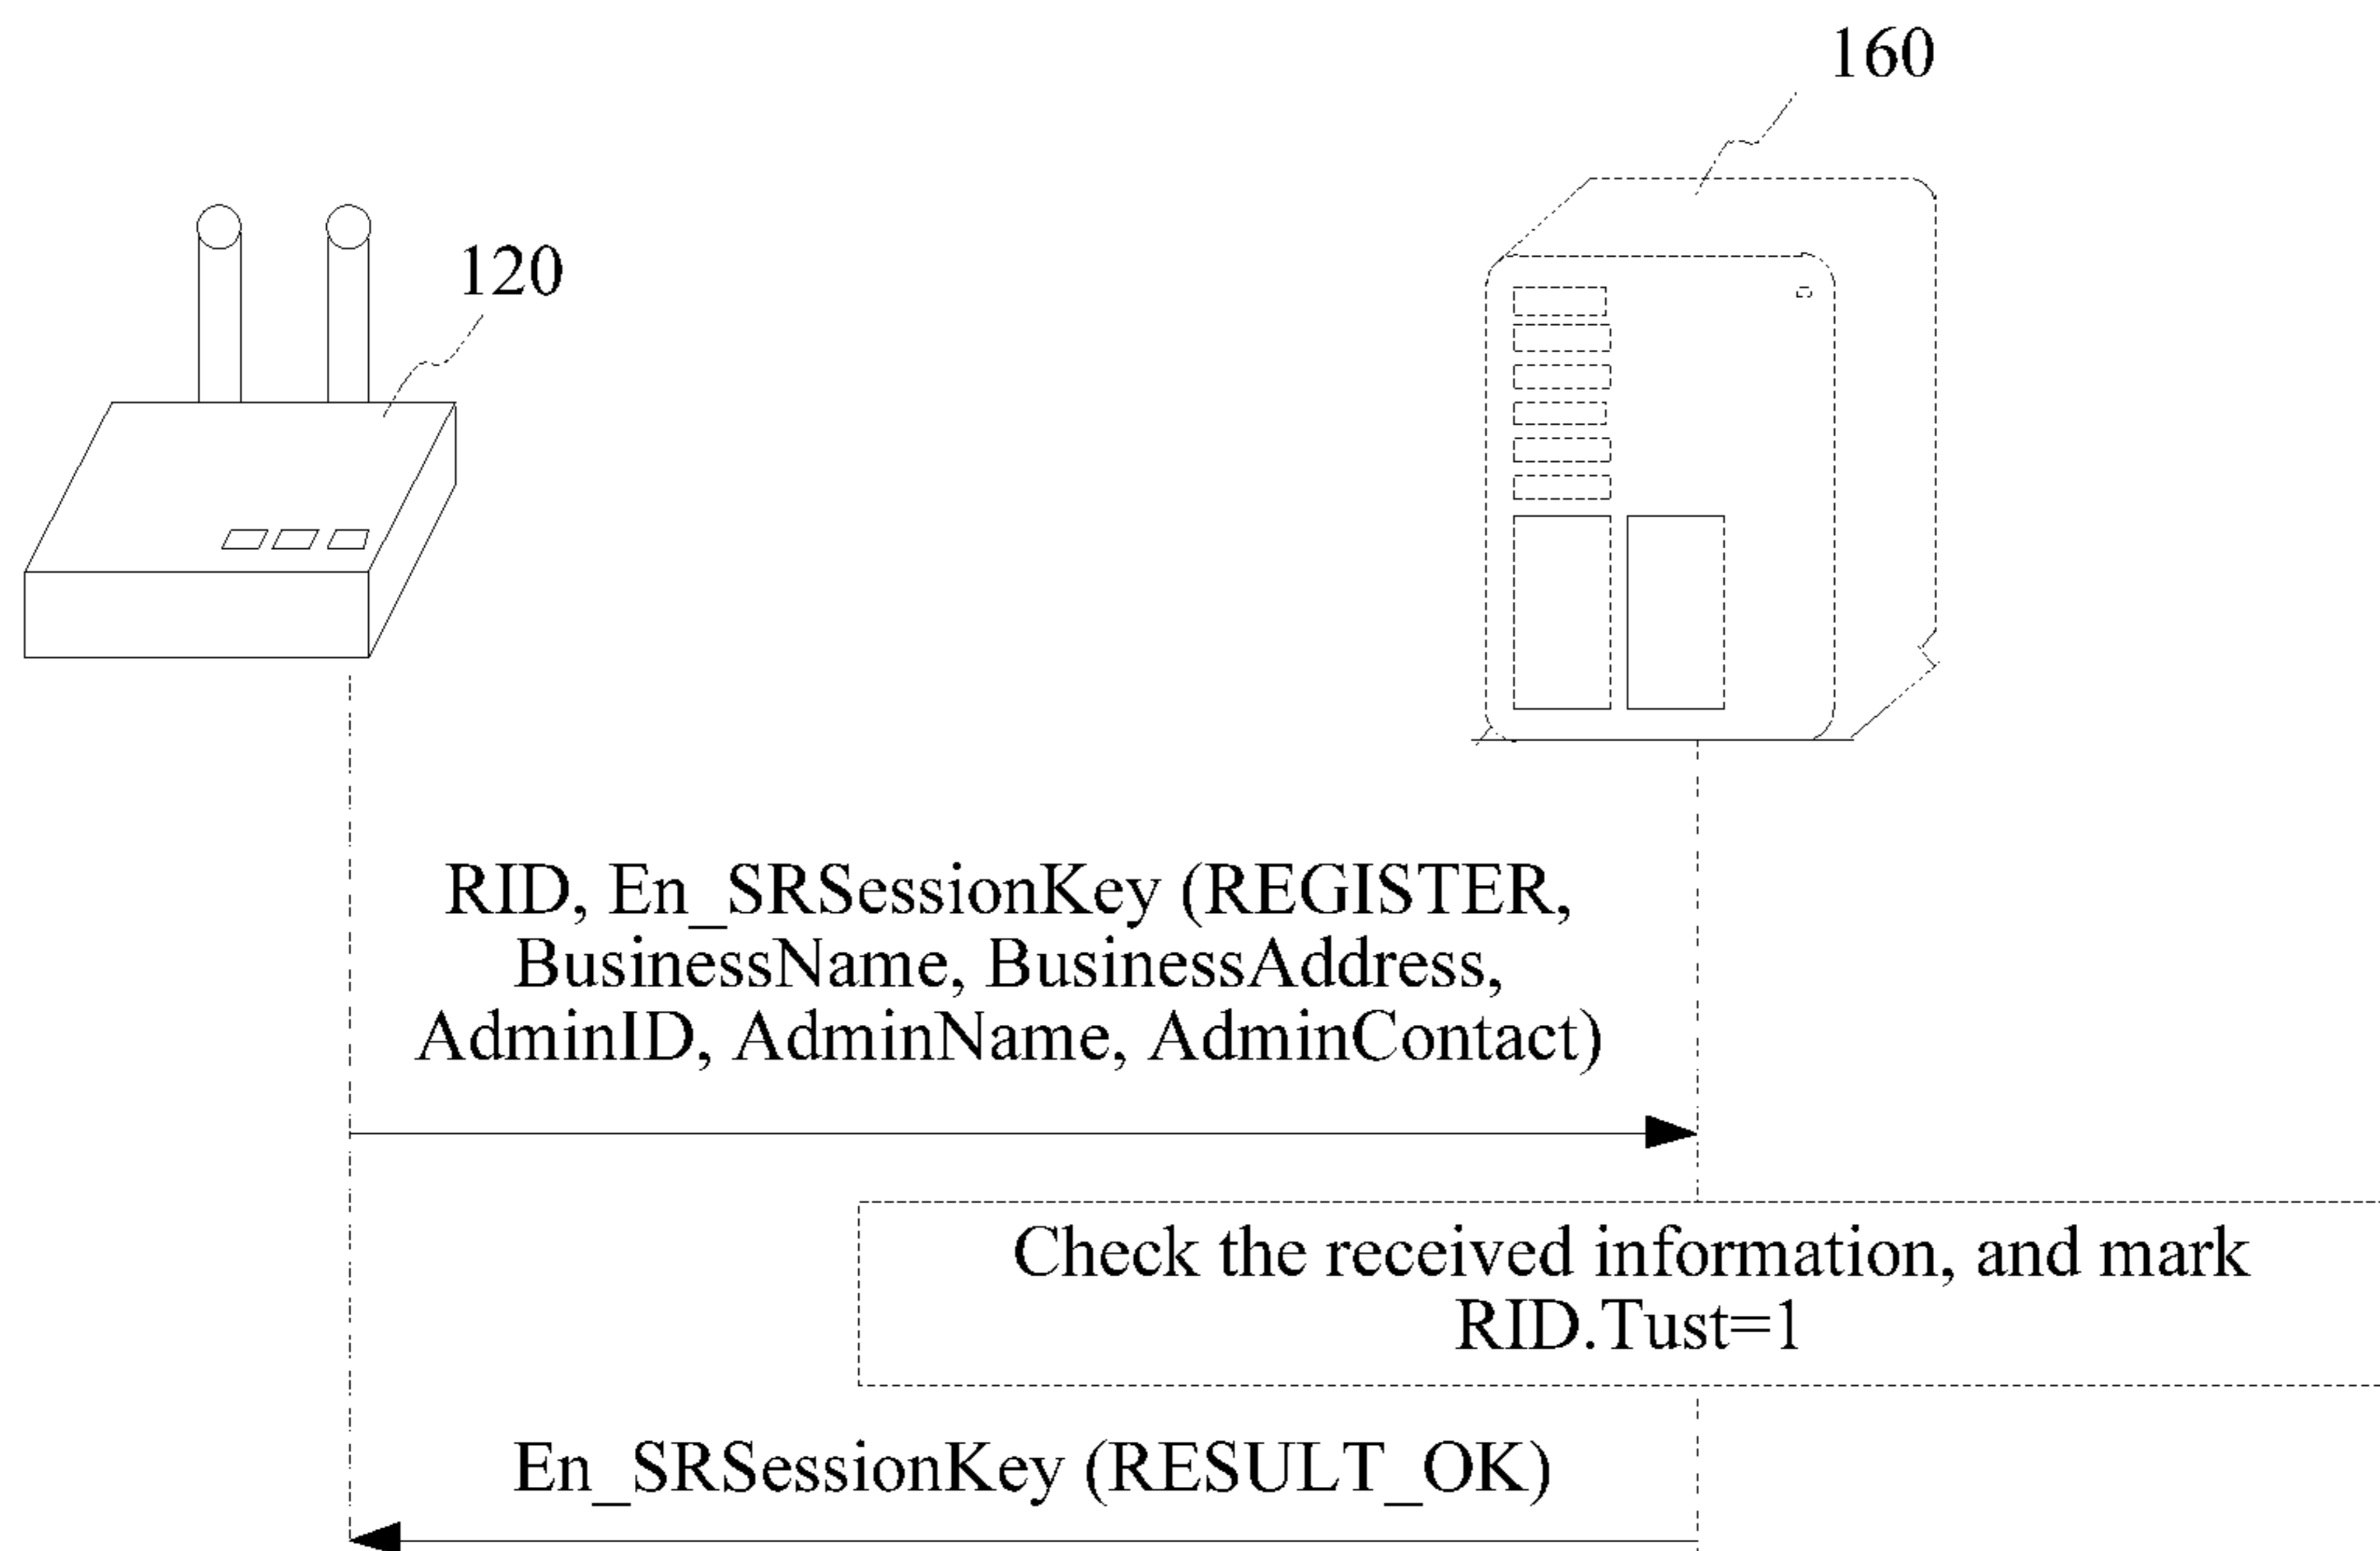 160
120
RID, En_SRSessionKey (REGISTER,
BusinessName, BusinessAddress,
AdminID, AdminName, AdminContact)
Check the received information, and mark
RID.Tust=1
En_SRSessionKey (RESULT_OK)